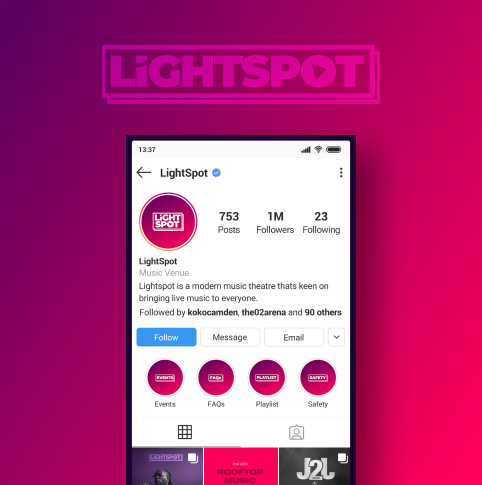 LiGHTSPOT
13:37
LightSpot
LiGHT
SPOT
753 1M 23
Posts Followers Following
LightSpot
Music Venue
Lightspot is a modern music theatre thats keen on
bringing live music to everyone.
Followed by kokocamden, the02arena and 90 others
Follow Message Email
EVENTS FAQs PLAYLIST SAFETY
Events FAQs Playlist Safety
LiGHTSPOT
ROOFTOP
MUSIC
J2L